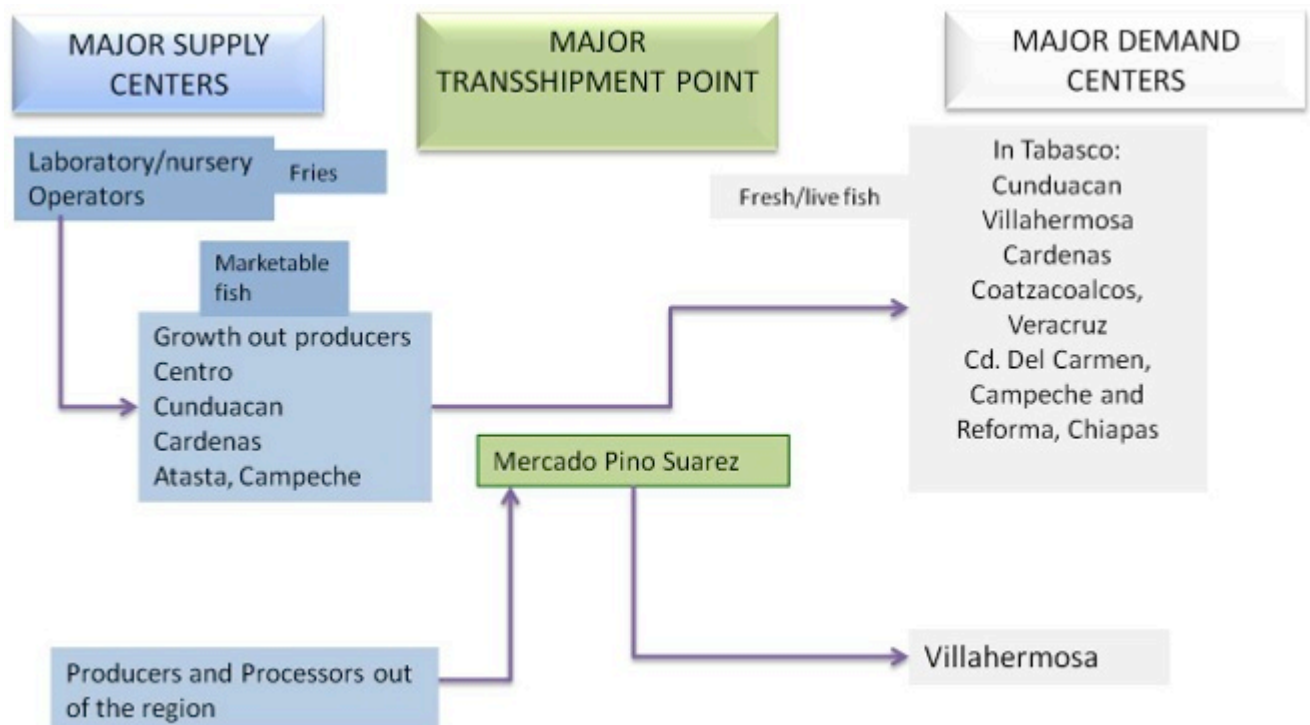 MAJOR SUPPLY
CENTERS
MAJOR
TRANSSHIPMENT POINT
MAJOR DEMAND
CENTERS
Laboratory/nursery
Operators
Fries
Marketable
fish
Growth out producers
Centro
Cunduacan
Cardenas
Atasta, Campeche
Fresh/live fish
In Tabasco:
Cunduacan
Villahermosa
Cardenas
Coatzacoalcos,
Veracruz
Cd. Del Carmen,
Campeche and
Reforma, Chiapas
Mercado Pino Suarez
Producers and Processors out
of the region
Villahermosa